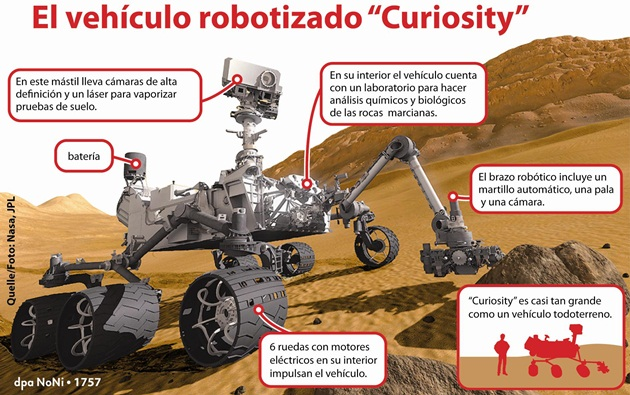 El vehículo robotizado “Curiosity”
En este mástil lleva cámaras de alta
definición y un láser para vaporizar
pruebas de suelo.
En su interior el vehículo cuenta
con un laboratorio para hacer
análisis químicos y biológicos
de las rocas marcianas.
batería
El brazo robótico incluye un
martillo automático, una pala
y una cámara.
Quelle/Foto: Nasa, JPL
“Curiosity” es casi tan grande
como un vehículo todoterreno.
6 ruedas con motores
eléctricos en su interior
impulsan el vehículo.
dpa NoNi • 1757